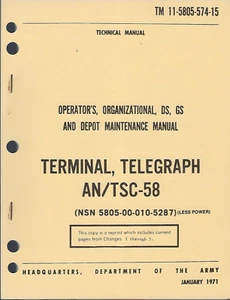 TM 11-5805-574-15
TECHNICAL MANUAL
OPERATOR'S, ORGANIZATIONAL, DS, GS
AND DEPOT MAINTENANCE MANUAL
TERMINAL, TELEGRAPH
AN/TSC-58
(NSN 5805-00-010-5287) (LESS POWER)
This copy is a reprint which includes current
pages from Changes 1 through 5.
HEADQUARTERS, DEPARTMENT OF THE ARMY
JANUARY 1971